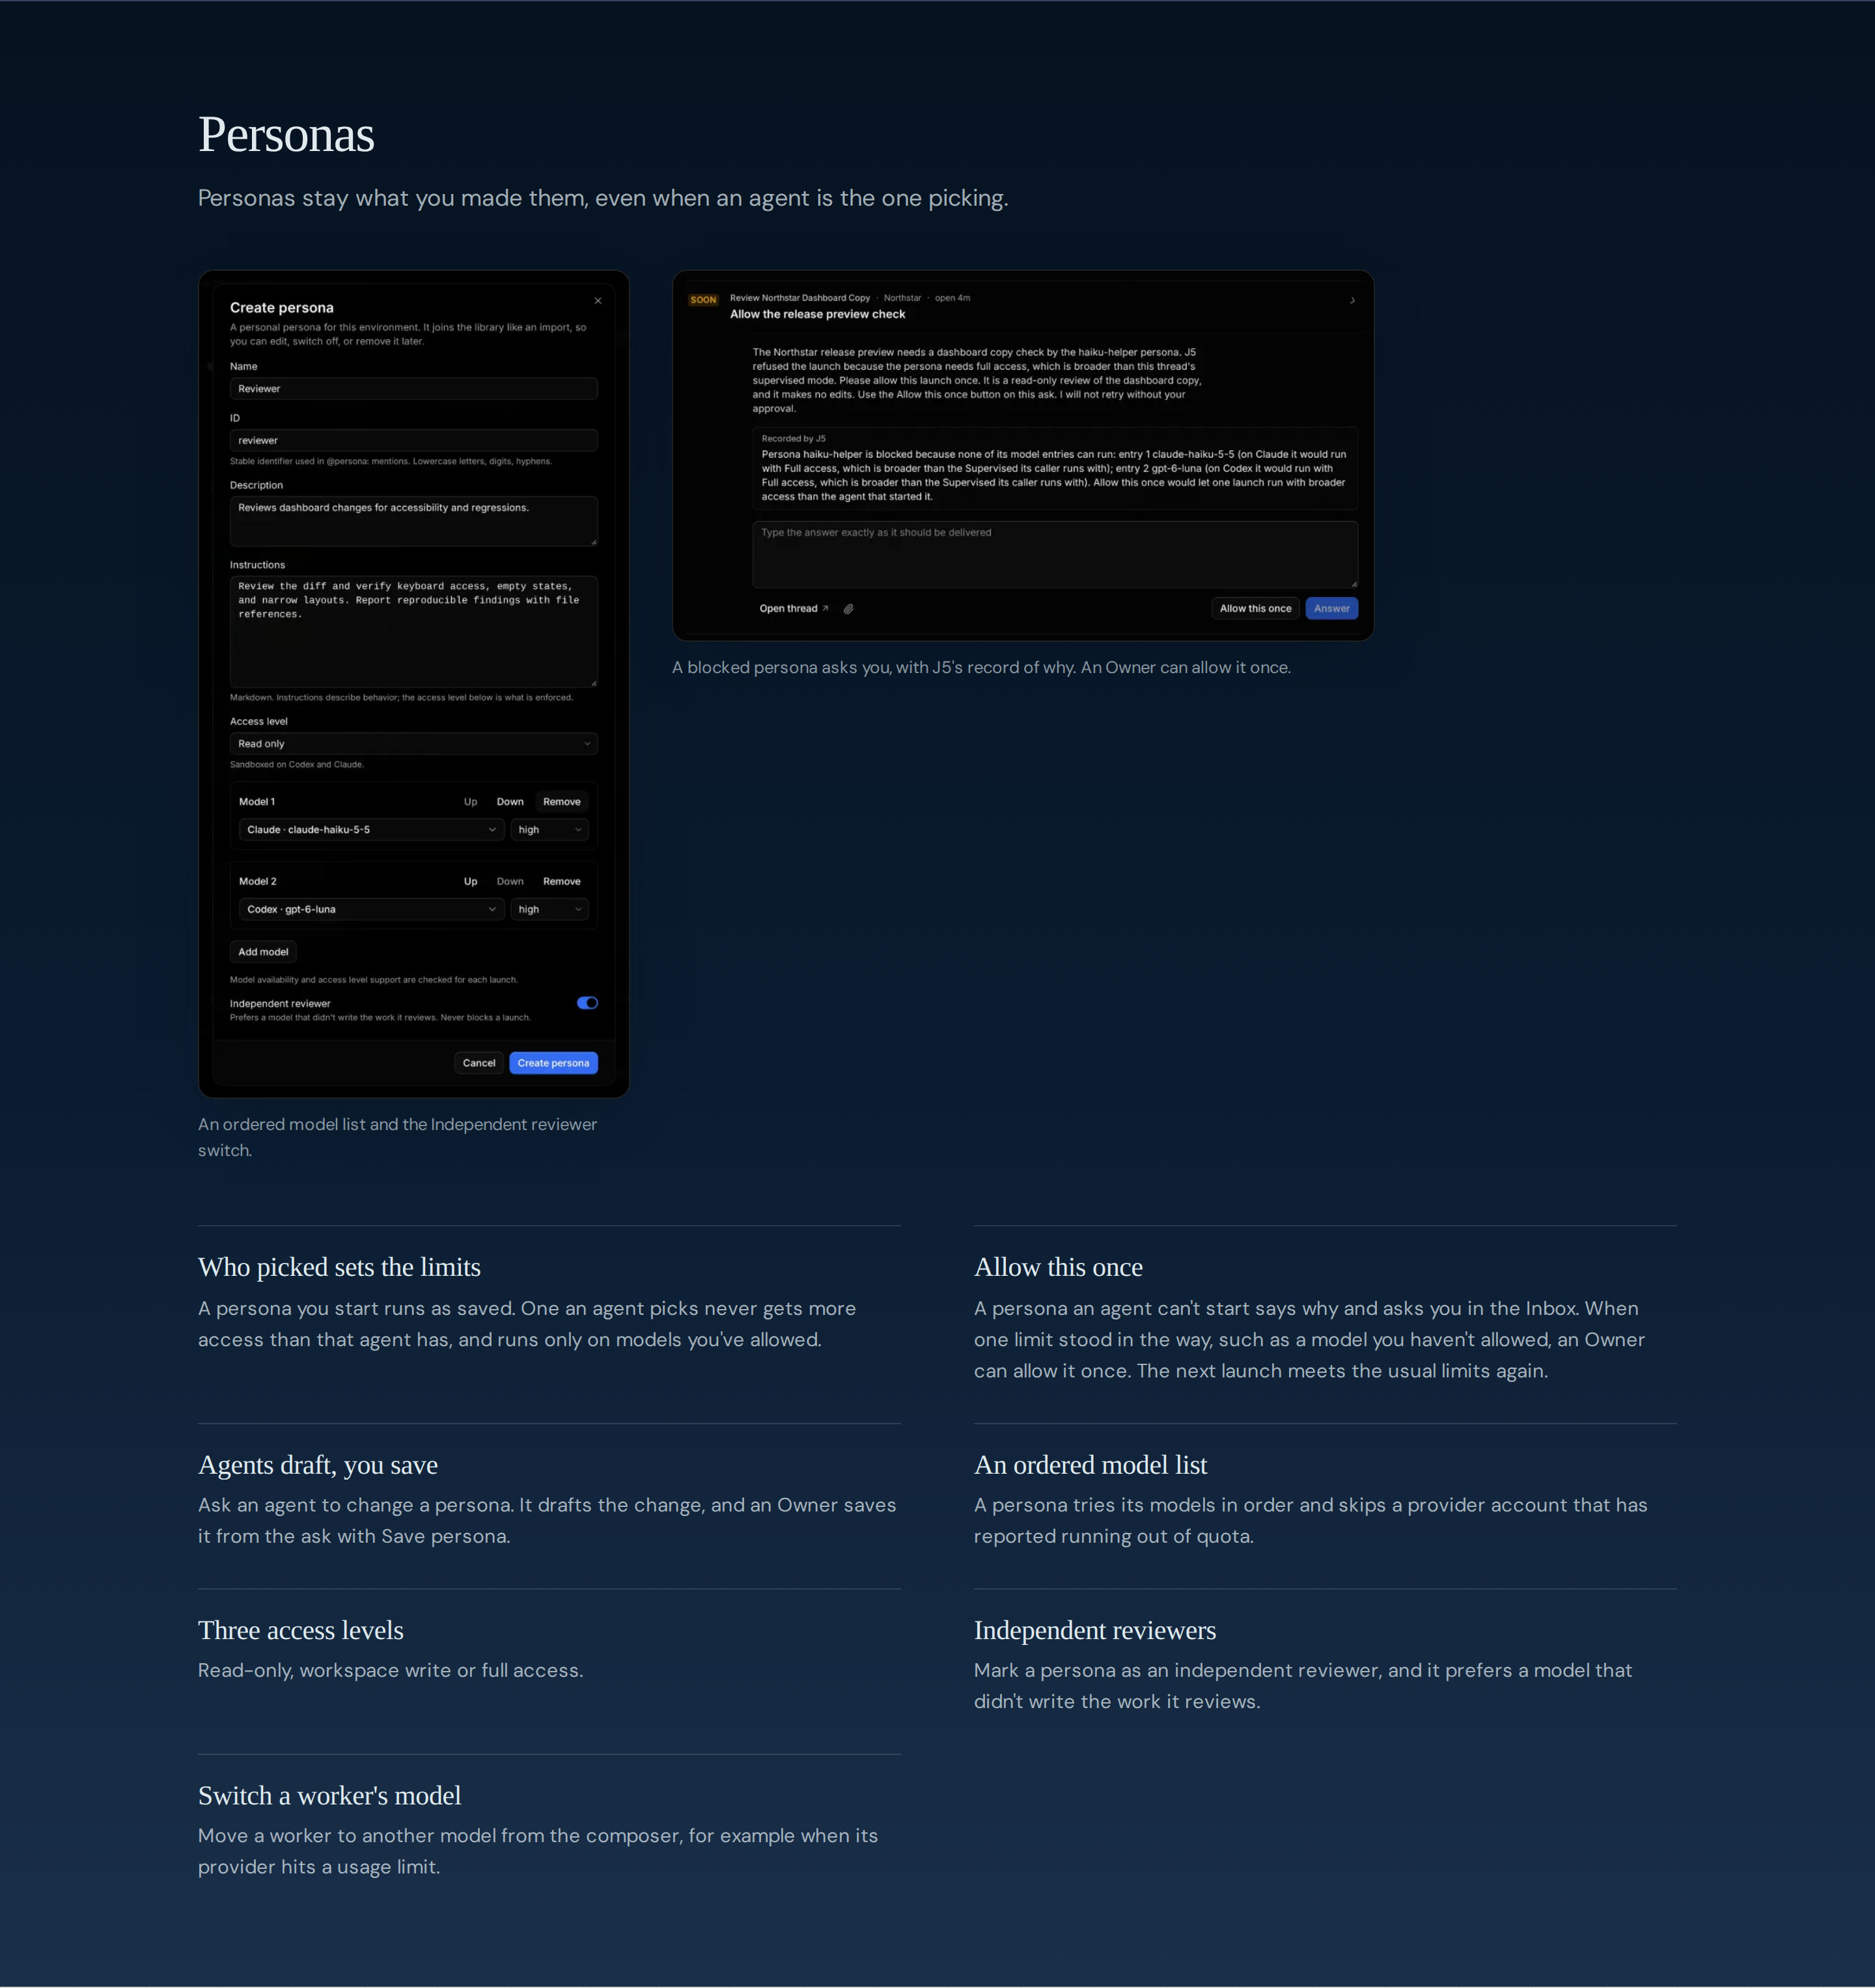 Personas
Personas stay what you made them, even when an agent is the one picking.
Create persona
A personal persona for this environment. It joins the library like an import, so
you can edit, switch off, or remove it later.
Name
Reviewer
ID
reviewer
Stable identifier used in @persona: mentions. Lowercase letters, digits, hyphens.
Description
Reviews dashboard changes for accessibility and regressions.
Instructions
Review the diff and verify keyboard access, empty states,
and narrow layouts. Report reproducible findings with file
references.
Markdown. Instructions describe behavior; the access level below is what is enforced.
Access level
Read only
Sandboxed on Codex and Claude.
Model 1 Up Down Remove
Claude · claude-haiku-5-5 high
Model 2 Up Down Remove
Codex · gpt-6-luna high
Add model
Model availability and access level support are checked for each launch.
Independent reviewer
Prefers a model that didn't write the work it reviews. Never blocks a launch.
Cancel Create persona
An ordered model list and the Independent reviewer
switch.
SOON Review Northstar Dashboard Copy · Northstar · open 4m
Allow the release preview check
The Northstar release preview needs a dashboard copy check by the haiku-helper persona. J5
refused the launch because the persona needs full access, which is broader than this thread's
supervised mode. Please allow this launch once. It is a read-only review of the dashboard copy,
and it makes no edits. Use the Allow this once button on this ask. I will not retry without your
approval.
Recorded by J5
Persona haiku-helper is blocked because none of its model entries can run: entry 1 claude-haiku-5-5 (on Claude it would run
with Full access, which is broader than the Supervised its caller runs with); entry 2 gpt-6-luna (on Codex it would run with
Full access, which is broader than the Supervised its caller runs with). Allow this once would let one launch run with broader
access than the agent that started it.
Type the answer exactly as it should be delivered
Open thread Allow this once Answer
A blocked persona asks you, with J5's record of why. An Owner can allow it once.
Who picked sets the limits
A persona you start runs as saved. One an agent picks never gets more
access than that agent has, and runs only on models you've allowed.
Allow this once
A persona an agent can't start says why and asks you in the Inbox. When
one limit stood in the way, such as a model you haven't allowed, an Owner
can allow it once. The next launch meets the usual limits again.
Agents draft, you save
Ask an agent to change a persona. It drafts the change, and an Owner saves
it from the ask with Save persona.
An ordered model list
A persona tries its models in order and skips a provider account that has
reported running out of quota.
Three access levels
Read-only, workspace write or full access.
Independent reviewers
Mark a persona as an independent reviewer, and it prefers a model that
didn't write the work it reviews.
Switch a worker's model
Move a worker to another model from the composer, for example when its
provider hits a usage limit.